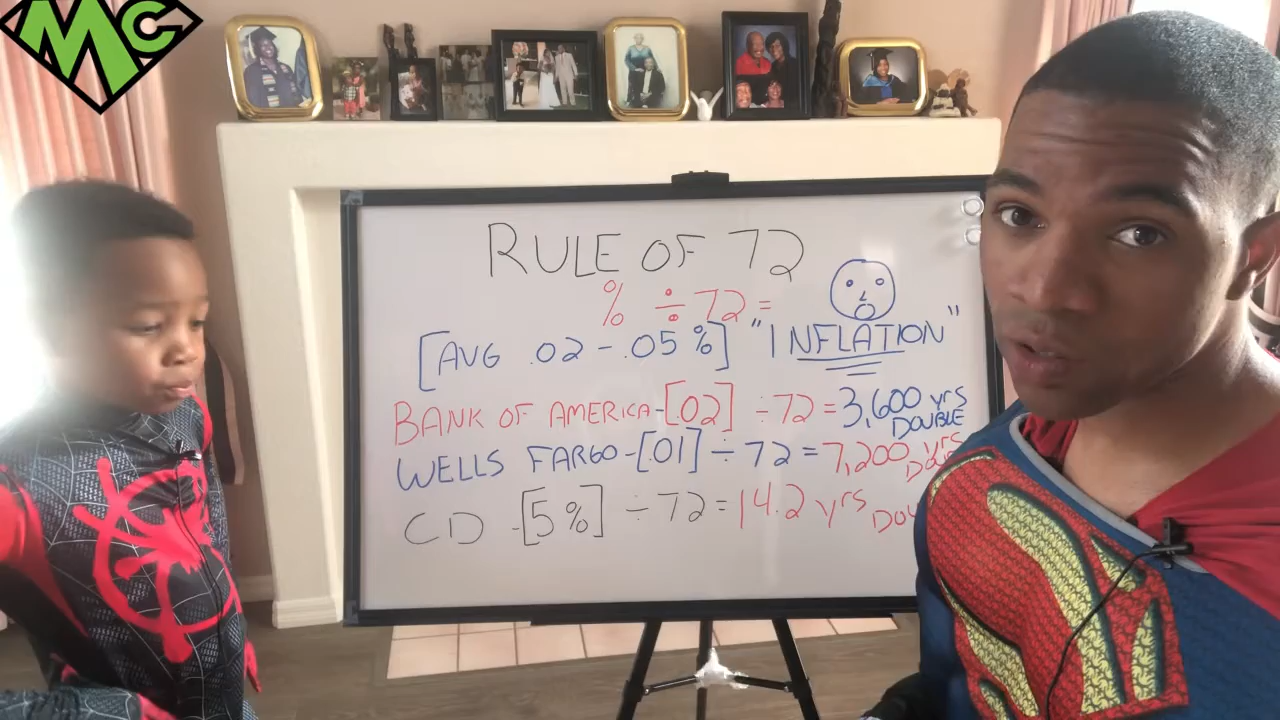 MC
RULE OF 72
% ÷ 72 =
[AVG .02 - .05 %] "INFLATION"
BANK OF AMERICA - [.02] ÷ 72 = 3,600 yrs
DOUBLE
WELLS FARGO - [.01] ÷ 72 = 7,200 yrs
CD - [5%] ÷ 72 = 14.2 yrs